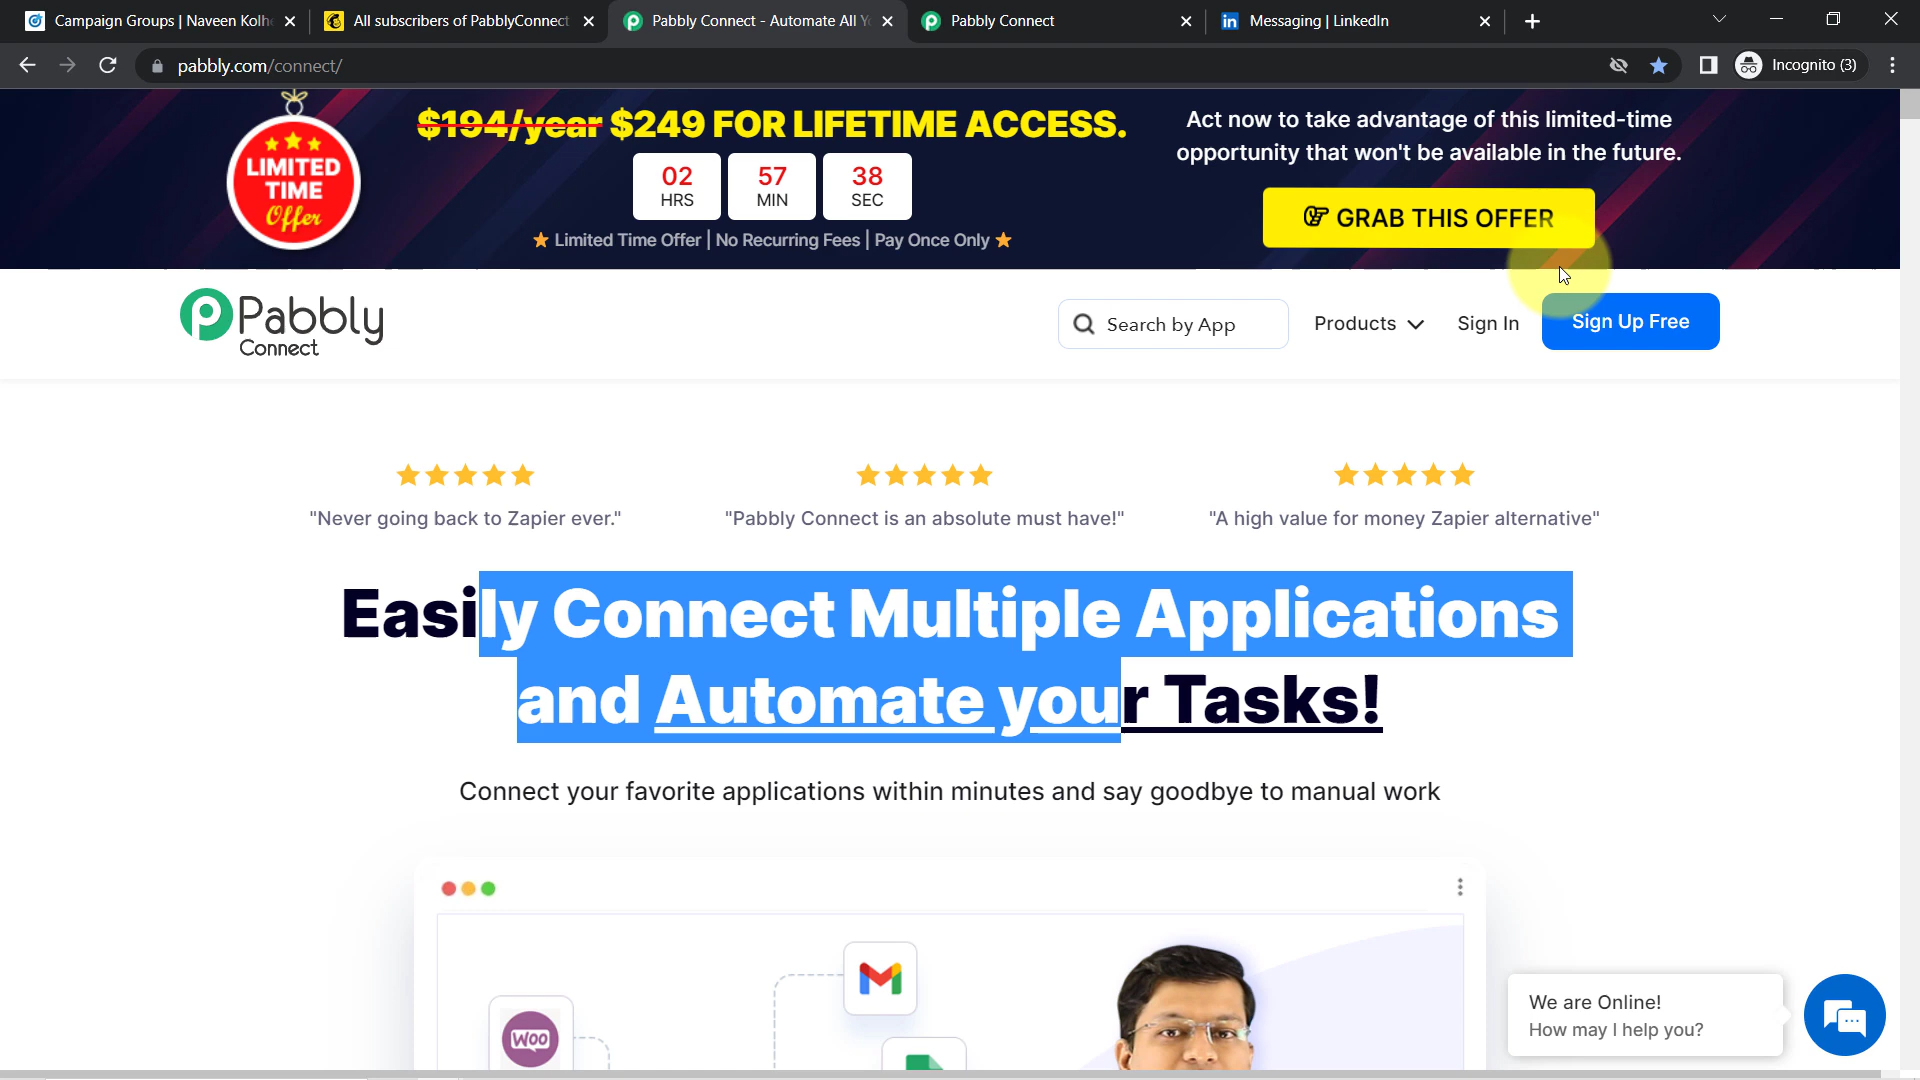 Campaign Groups | Naveen Kolhe
All subscribers of PabblyConnect
Pabbly Connect - Automate All Yo
Pabbly Connect
Messaging | LinkedIn
pabbly.com/connect/
Incognito (3)
LIMITED
TIME
Offer
$194/year $249 FOR LIFETIME ACCESS.
02
HRS
57
MIN
38
SEC
Limited Time Offer | No Recurring Fees | Pay Once Only
Act now to take advantage of this limited-time
opportunity that won't be available in the future.
GRAB THIS OFFER
Pabbly
Connect
Search by App
Products
Sign In
Sign Up Free
"Never going back to Zapier ever."
"Pabbly Connect is an absolute must have!"
"A high value for money Zapier alternative"
Easily Connect Multiple Applications
and Automate your Tasks!
Connect your favorite applications within minutes and say goodbye to manual work
WOO
We are Online!
How may I help you?